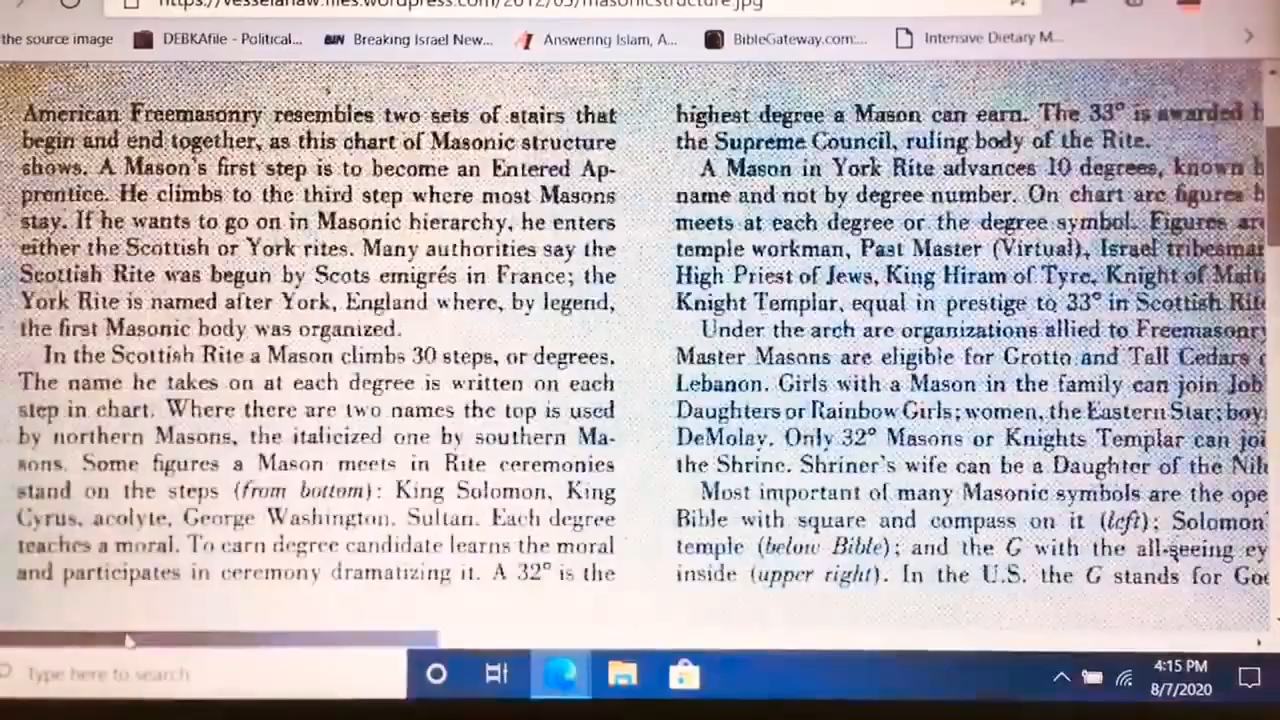 https://vesselanaw.files.wordpress.com/2012/05/masonicstructure.jpg
the source image
DEBKAfile - Political...
BIN
Breaking Israel New...
Answering Islam, A...
BibleGateway.com:...
Intensive Dietary M...
American Freemasonry resembles two sets of stairs that
begin and end together, as this chart of Masonic structure
shows. A Mason's first step is to become an Entered Ap-
prentice. He climbs to the third step where most Masons
stay. If he wants to go on in Masonic hierarchy, he enters
either the Scottish or York rites. Many authorities say the
Scottish Rite was begun by Scots emigrés in France; the
York Rite is named after York, England where, by legend,
the first Masonic body was organized.
In the Scottish Rite a Mason climbs 30 steps, or degrees.
The name he takes on at each degree is written on each
step in chart. Where there are two names the top is used
by northern Masons, the italicized one by southern Ma-
sons. Some figures a Mason meets in Rite ceremonies
stand on the steps (from bottom): King Solomon, King
Cyrus, acolyte, George Washington, Sultan. Each degree
teaches a moral. To earn degree candidate learns the moral
and participates in ceremony dramatizing it. A 32° is the
highest degree a Mason can earn. The 33° is awarded b
the Supreme Council, ruling body of the Rite.
A Mason in York Rite advances 10 degrees, known b
name and not by degree number. On chart are figures h
meets at each degree or the degree symbol. Figures are
temple workman, Past Master (Virtual), Israel tribesman
High Priest of Jews, King Hiram of Tyre, Knight of Malt
Knight Templar, equal in prestige to 33° in Scottish Rite
Under the arch are organizations allied to Freemasonry
Master Masons are eligible for Grotto and Tall Cedars o
Lebanon. Girls with a Mason in the family can join Job'
Daughters or Rainbow Girls; women, the Eastern Star; boy
DeMolay. Only 32° Masons or Knights Templar can joi
the Shrine. Shriner's wife can be a Daughter of the Nil
Most important of many Masonic symbols are the ope
Bible with square and compass on it (left); Solomon'
temple (below Bible); and the G with the all-seeing ey
inside (upper right). In the U.S. the G stands for Go
Type here to search
4:15 PM
8/7/2020